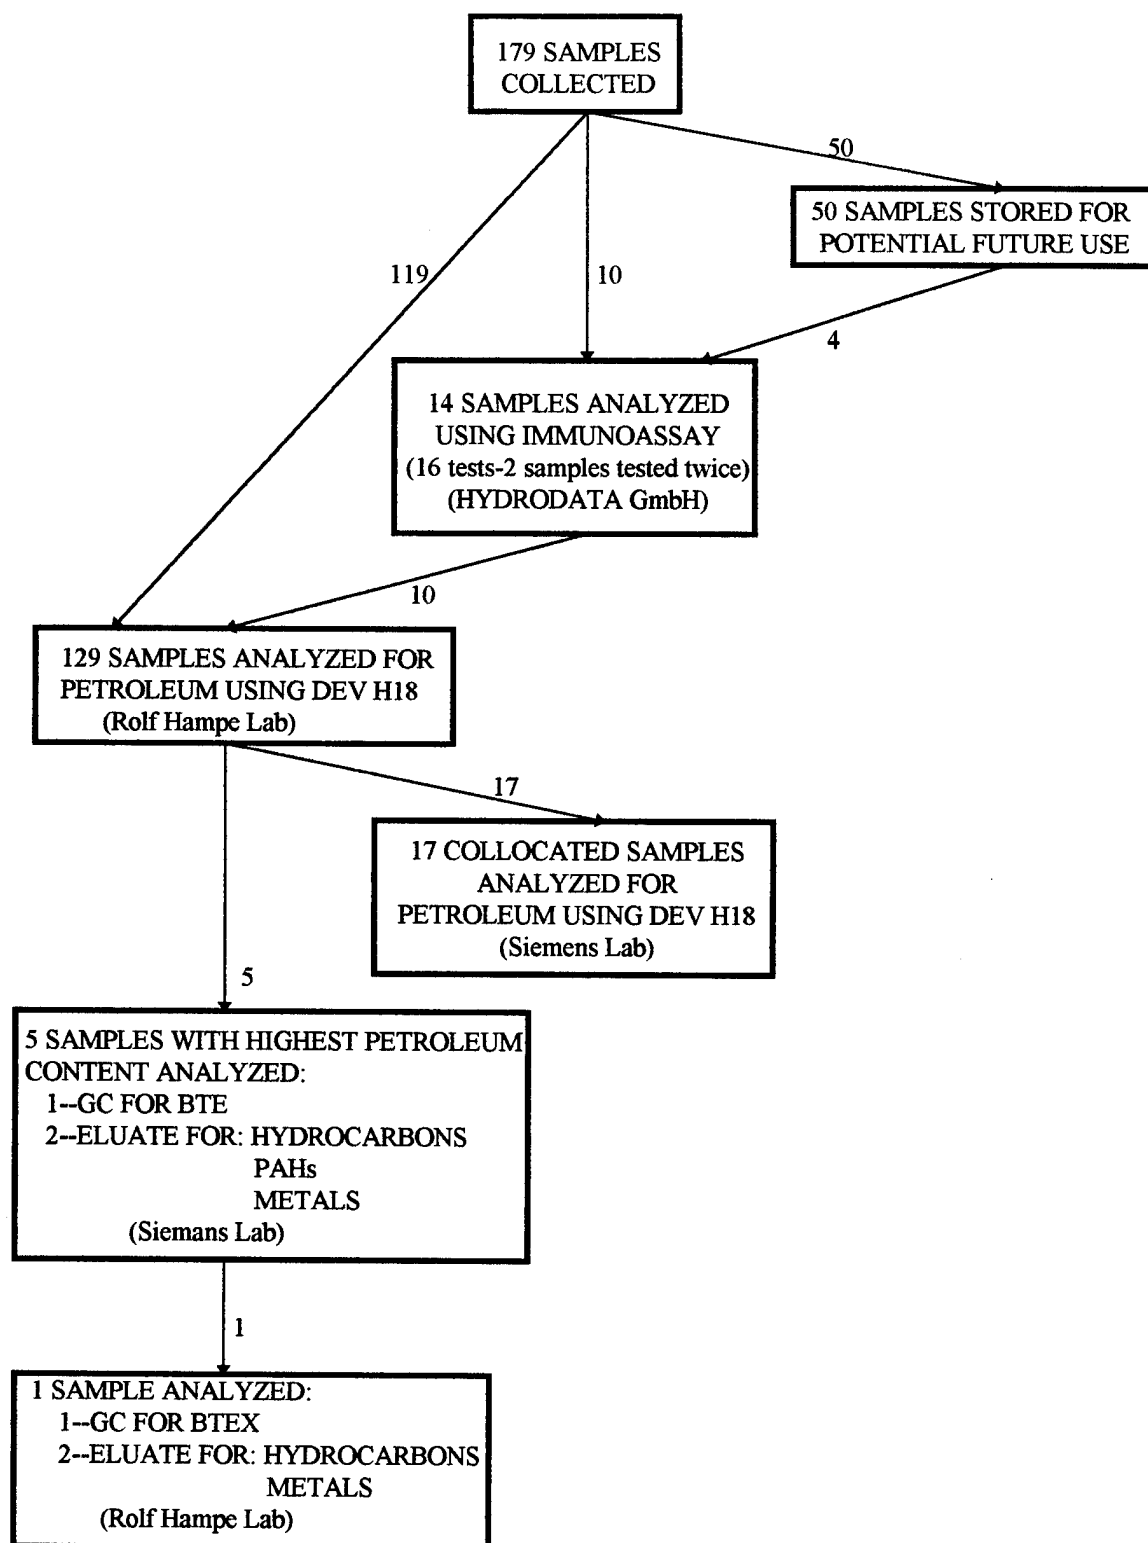 179 SAMPLES
COLLECTED
50
50 SAMPLES STORED FOR
POTENTIAL FUTURE USE
119
10
4
14 SAMPLES ANALYZED
USING IMMUNOASSAY
(16 tests-2 samples tested twice)
(HYDRODATA GmbH)
10
129 SAMPLES ANALYZED FOR
PETROLEUM USING DEV H18
(Rolf Hampe Lab)
17
17 COLLOCATED SAMPLES
ANALYZED FOR
PETROLEUM USING DEV H18
(Siemens Lab)
5
5 SAMPLES WITH HIGHEST PETROLEUM
CONTENT ANALYZED:
1--GC FOR BTE
2--ELUATE FOR: HYDROCARBONS
PAHs
METALS
(Siemans Lab)
1
1 SAMPLE ANALYZED:
1--GC FOR BTEX
2--ELUATE FOR: HYDROCARBONS
METALS
(Rolf Hampe Lab)